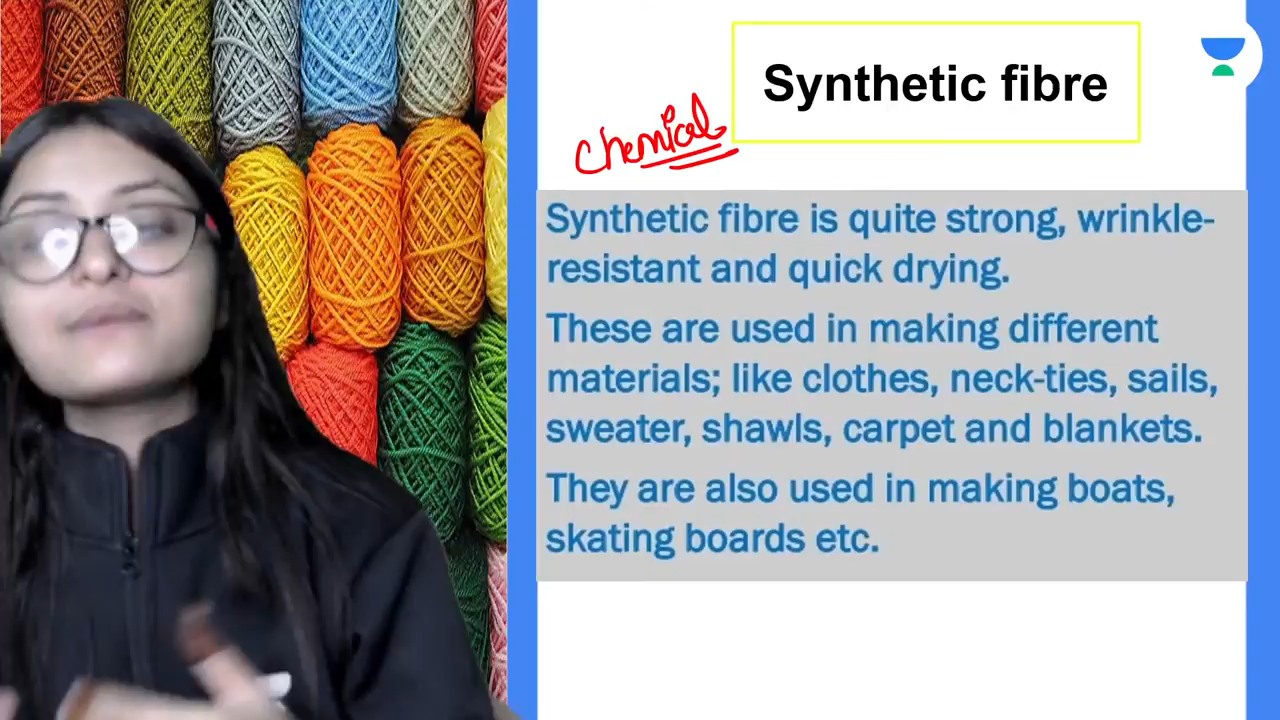 Synthetic fibre
Chemical
Synthetic fibre is quite strong, wrinkle-
resistant and quick drying.
These are used in making different
materials; like clothes, neck-ties, sails,
sweater, shawls, carpet and blankets.
They are also used in making boats,
skating boards etc.